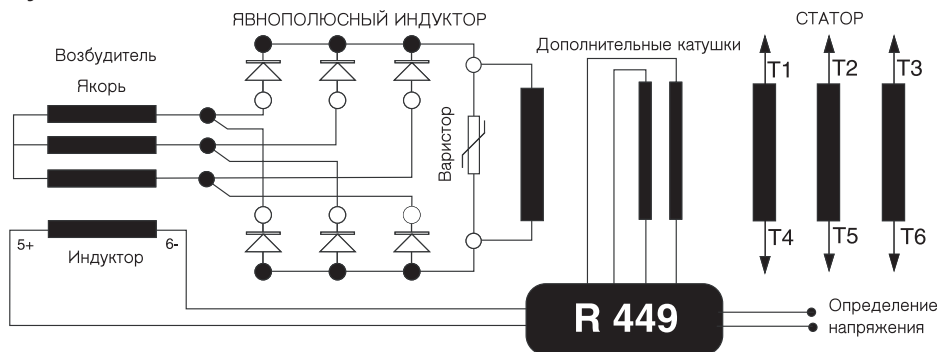 ЯВНОПОЛЮСНЫЙ ИНДУКТОР
СТАТОР
Возбудитель
Якорь
Дополнительные катушки
T1
T2
T3
Варистор
T4
T5
T6
5+
6-
Индуктор
R 449
Определение
напряжения